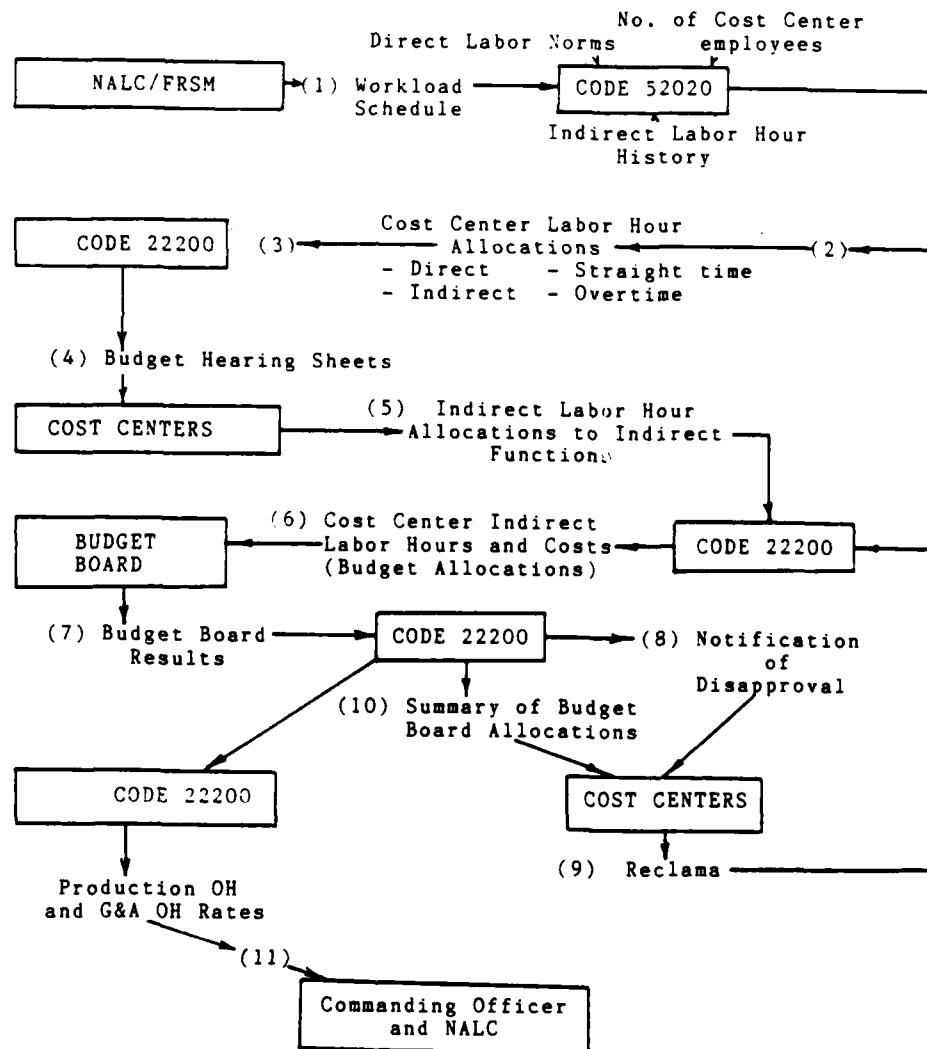 No. of Cost Center
Direct Labor Norms employees
NALC/FRSM
(1) Workload
Schedule
CODE 52020
Indirect Labor Hour
History
CODE 22200
(3)
Cost Center Labor Hour
Allocations
- Direct - Straight time
- Indirect - Overtime
(2)
(4) Budget Hearing Sheets
COST CENTERS
(5) Indirect Labor Hour
Allocations to Indirect
Functions
BUDGET
BOARD
(6) Cost Center Indirect
Labor Hours and Costs
(Budget Allocations)
CODE 22200
(7) Budget Board
Results
CODE 22200
(8) Notification
of
Disapproval
(10) Summary of Budget
Board Allocations
CODE 22200
COST CENTERS
(9) Reclama
Production OH
and G&A OH Rates
(11)
Commanding Officer
and NALC